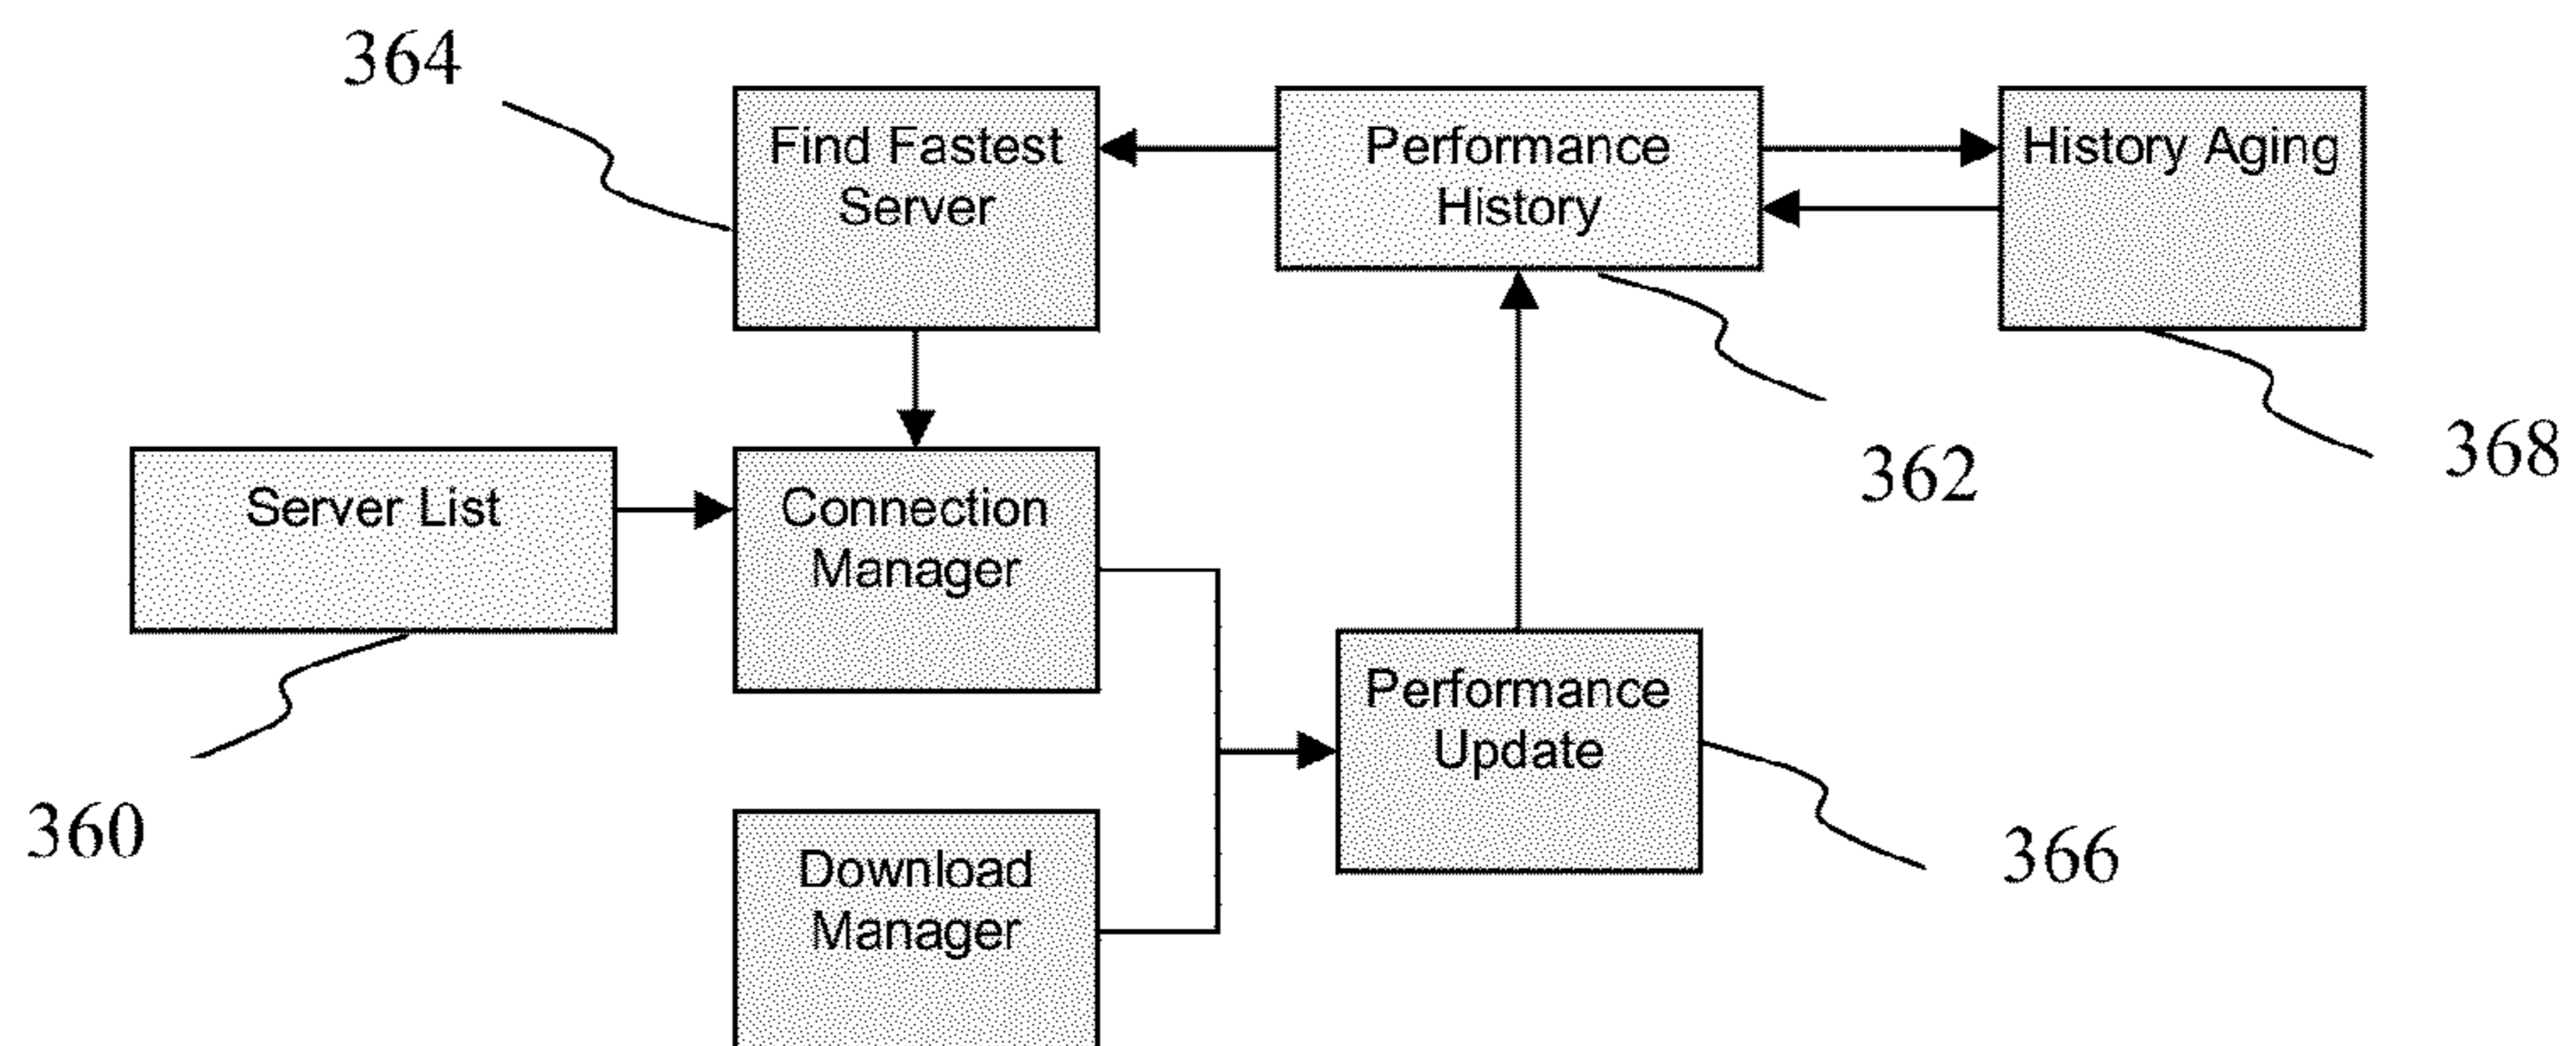 364
Find Fastest
Server
Performance
History
History Aging
Server List
Connection
Manager
362
368
Performance
Update
360
Download
Manager
366